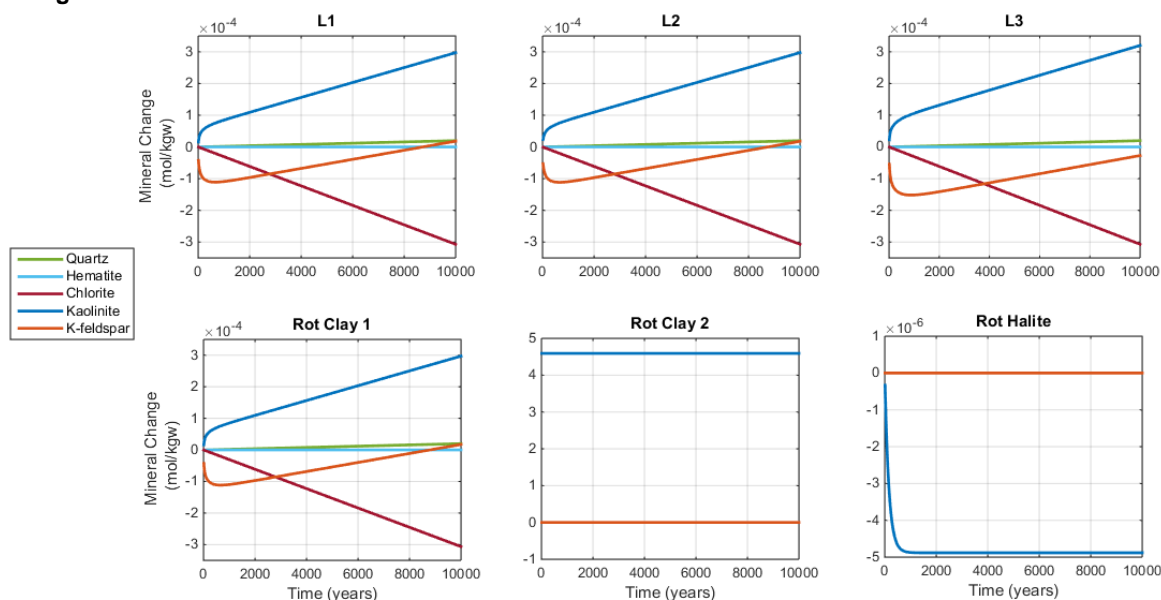 L1
L2
L3
×10⁻⁴
×10⁻⁴
×10⁻⁴
Mineral Change
(mol/kgw)
3
2
1
0
-1
-2
-3
0 2000 4000 6000 8000 10000
3
2
1
0
-1
-2
-3
0 2000 4000 6000 8000 10000
3
2
1
0
-1
-2
-3
0 2000 4000 6000 8000 10000
Quartz
Hematite
Chlorite
Kaolinite
K-feldspar
Rot Clay 1
Rot Clay 2
Rot Halite
×10⁻⁴
×10⁻⁶
Mineral Change
(mol/kgw)
3
2
1
0
-1
-2
-3
0 2000 4000 6000 8000 10000
Time (years)
5
4
3
2
1
0
-1
0 2000 4000 6000 8000 10000
Time (years)
1
0
-1
-2
-3
-4
-5
0 2000 4000 6000 8000 10000
Time (years)